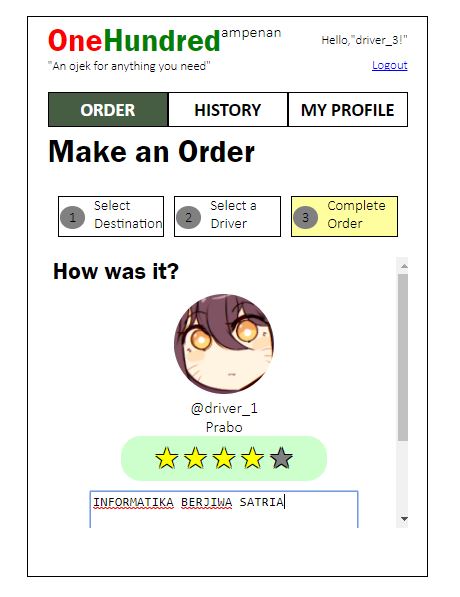 OneHundredampenan
Hello,"driver_3!"
"An ojek for anything you need"
Logout
ORDER
HISTORY
MY PROFILE
Make an Order
1
Select
Destination
2
Select a
Driver
3
Complete
Order
How was it?
@driver_1
Prabo
INFORMATIKA BERJIWA SATRIA